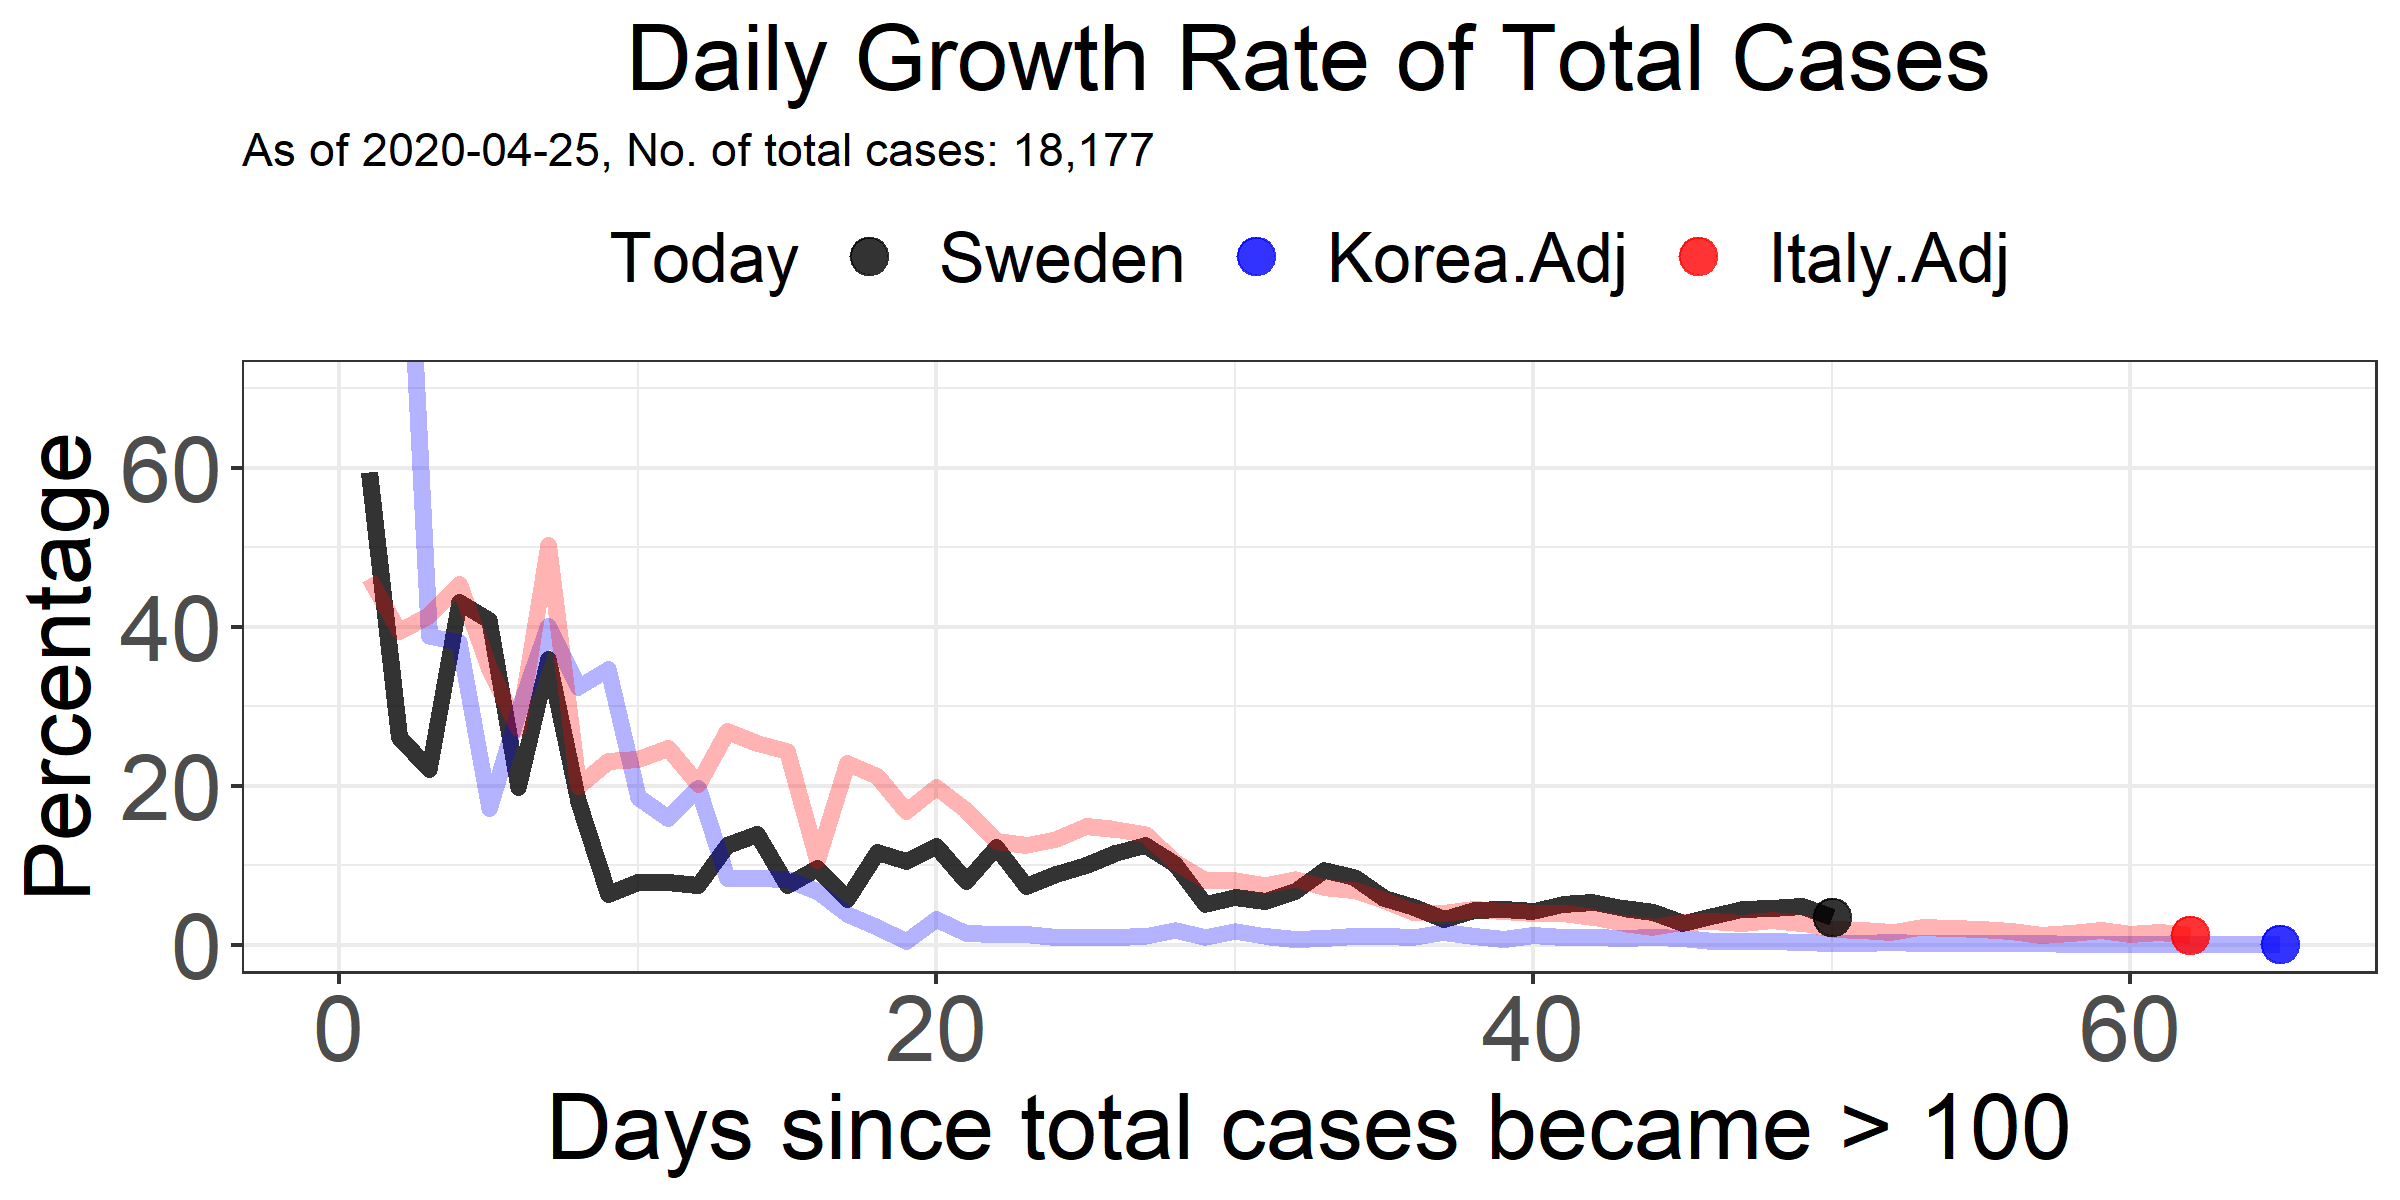 Daily Growth Rate of Total Cases
As of 2020-04-25, No. of total cases: 18,177
Today Sweden Korea.Adj Italy.Adj
Percentage
60
40
20
0
0 20 40 60
Days since total cases became > 100